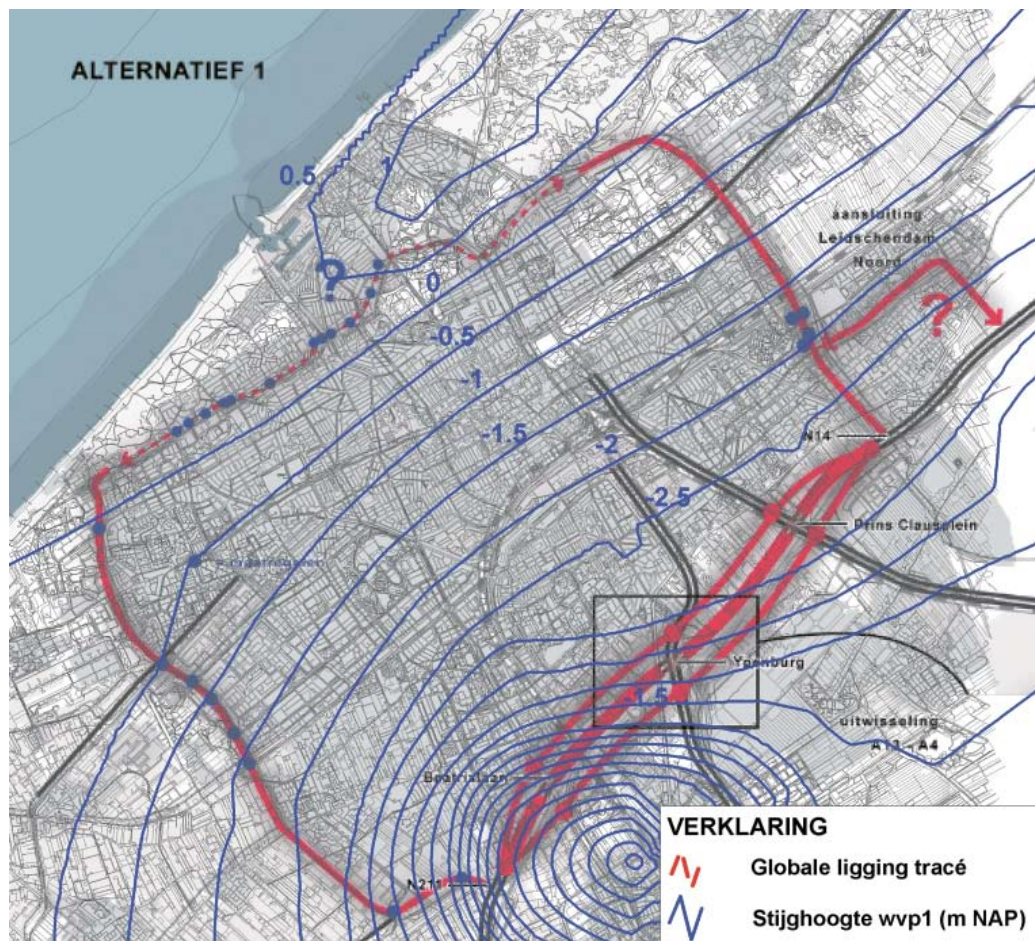 ALTERNATIEF 1
0.5
1
aansluiting
Leidschendam
Noord
?
0
?
-0.5
-1
-1.5
-2
N14
-2.5
Prins Clausplein
Ypenburg
-1.5
uitwisseling
A13 - A4
Beatrixlaan
N211
VERKLARING
Globale ligging tracé
Stijghoogte wvp1 (m NAP)